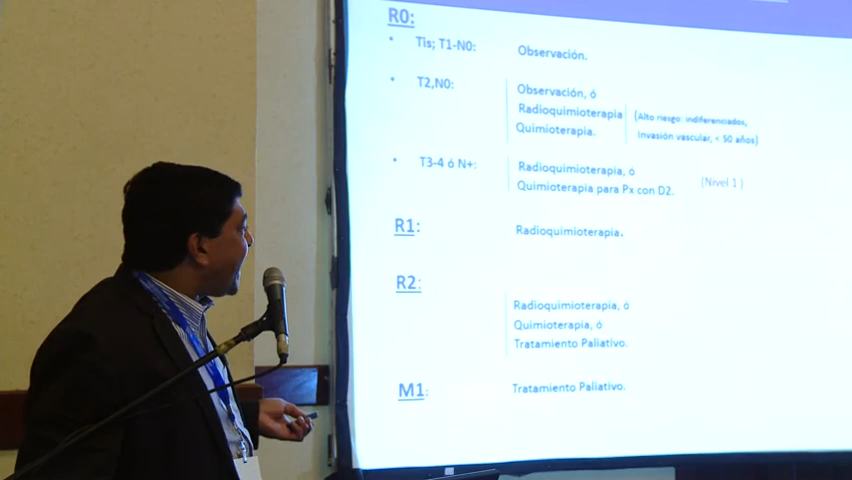 R0:
• Tis; T1-N0: Observación.
• T2,N0: Observación, ó
Radioquimioterapia (Alto riesgo: indiferenciados,
Quimioterapia. invasión vascular, < 50 años)
• T3-4 ó N+: Radioquimioterapia, ó
Quimioterapia para Px con D2. (Nivel 1 )
R1: Radioquimioterapia.
R2:
Radioquimioterapia, ó
Quimioterapia, ó
Tratamiento Paliativo.
M1: Tratamiento Paliativo.